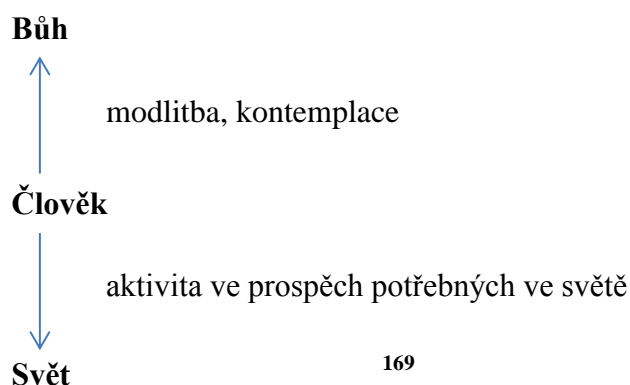 Bůh
modlitba, kontemplace
Člověk
aktivita ve prospěch potřebných ve světě
Svět 169